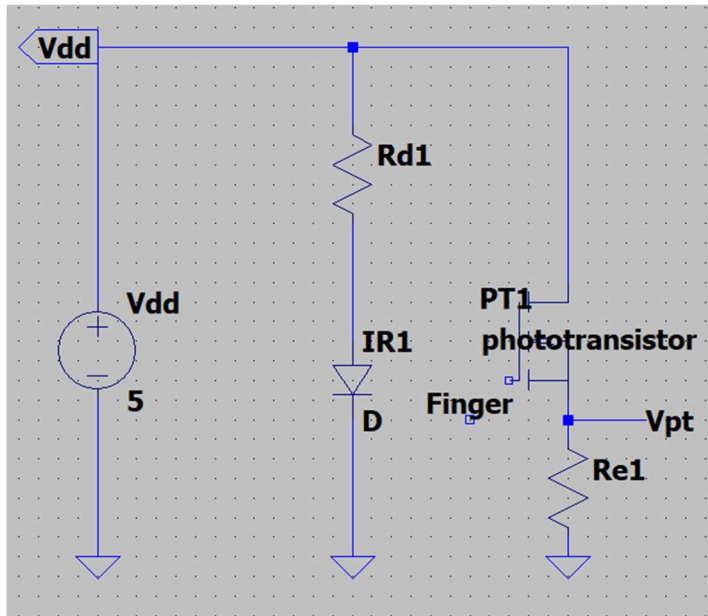 Vdd
Rd1
Vdd
PT1
IR1
phototransistor
5
Finger
D
Vpt
Re1